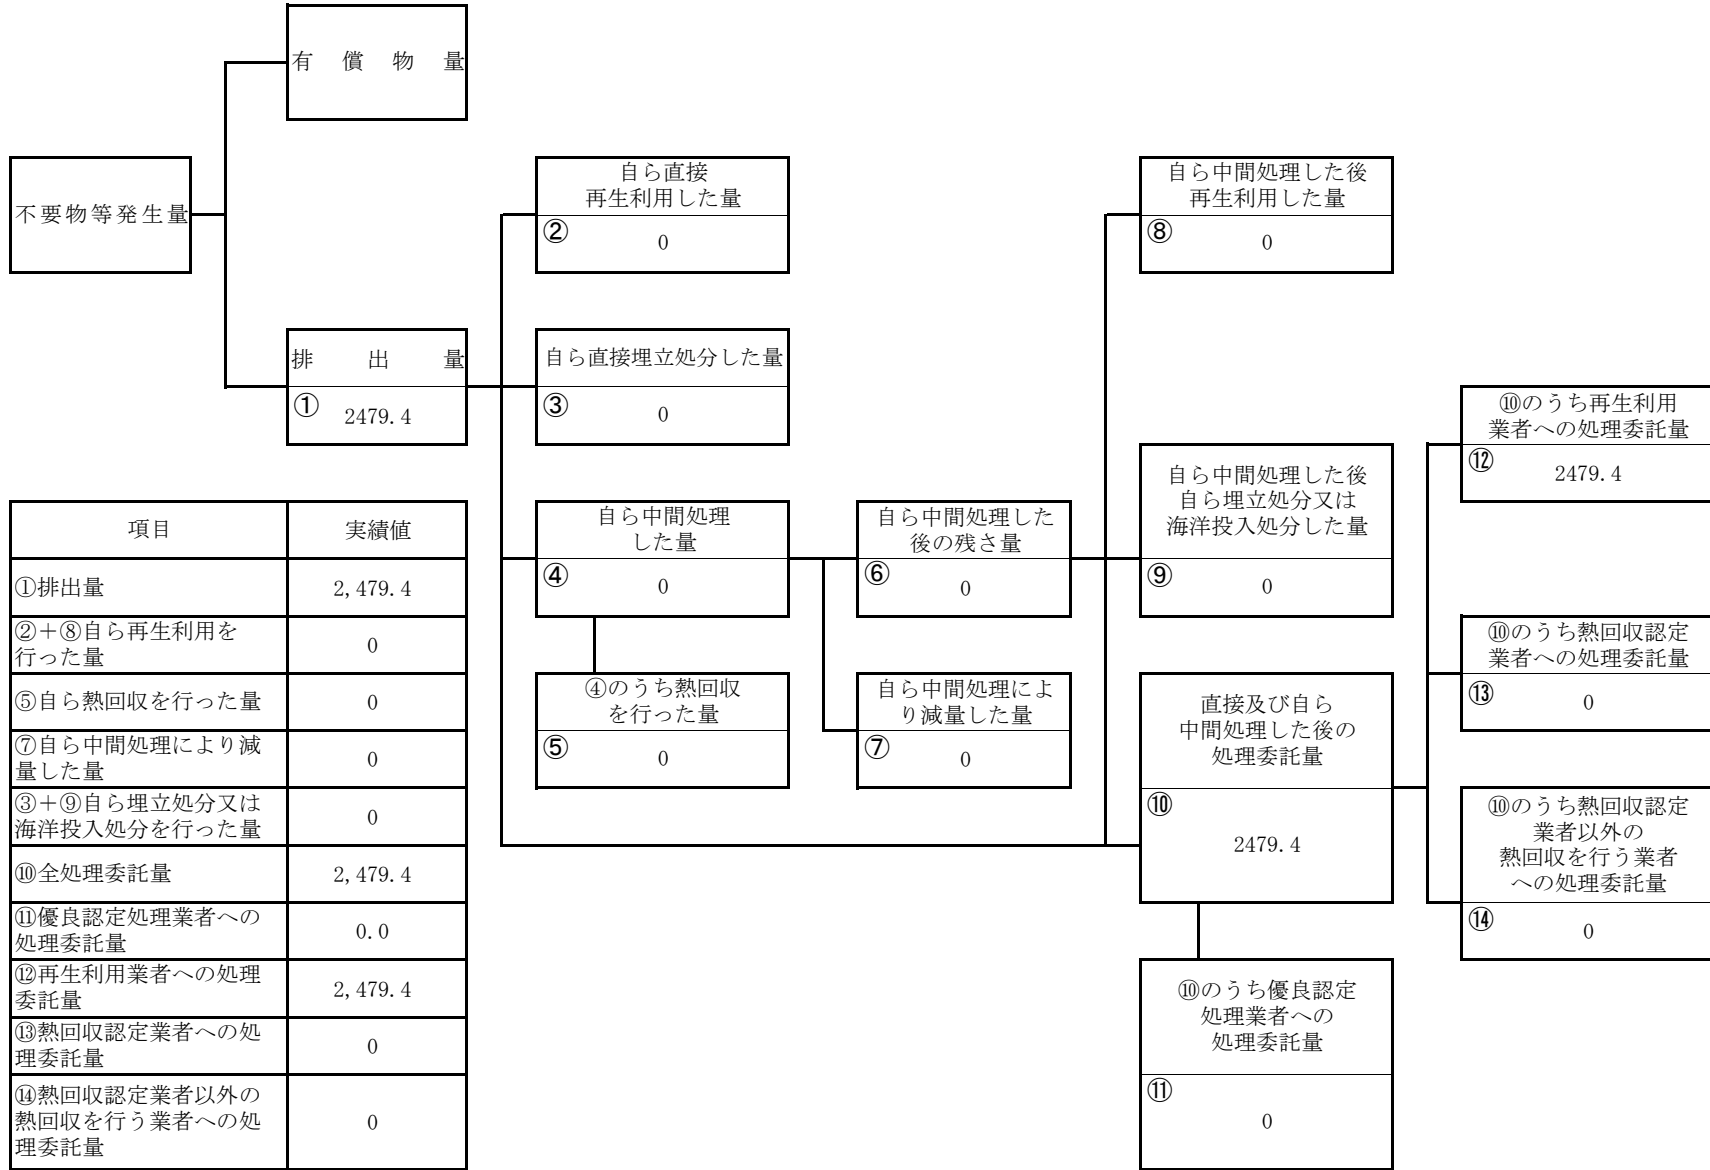 有償物量
不要物等発生量
自ら直接
再生利用した量
②
0
自ら中間処理した後
再生利用した量
⑧
0
排出量
①
2479.4
自ら直接埋立処分した量
③
0
⑩のうち再生利用
業者への処理委託量
⑫
2479.4
自ら中間処理した後
自ら埋立処分又は
海洋投入処分した量
⑨
0
自ら中間処理
した量
④
0
自ら中間処理した
後の残さ量
⑥
0
⑩のうち熱回収認定
業者への処理委託量
⑬
0
④のうち熱回収
を行った量
⑤
0
自ら中間処理によ
り減量した量
⑦
0
直接及び自ら
中間処理した後の
処理委託量
⑩
2479.4
⑩のうち熱回収認定
業者以外の
熱回収を行う業者
への処理委託量
⑭
0
⑩のうち優良認定
処理業者への
処理委託量
⑪
0
項目 実績値
①排出量 2,479.4
②+⑧自ら再生利用を
行った量 0
⑤自ら熱回収を行った量 0
⑦自ら中間処理により減
量した量 0
③+⑨自ら埋立処分又は
海洋投入処分を行った量 0
⑩全処理委託量 2,479.4
⑪優良認定処理業者への
処理委託量 0.0
⑫再生利用業者への処理
委託量 2,479.4
⑬熱回収認定業者への処
理委託量 0
⑭熱回収認定業者以外の
熱回収を行う業者への処
理委託量 0